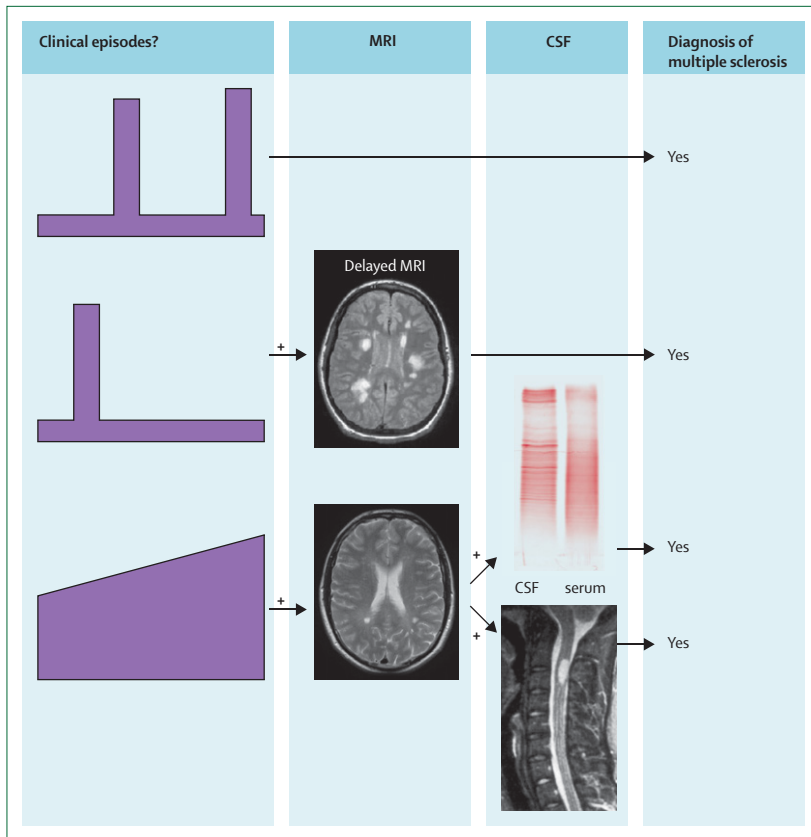 Clinical episodes?
MRI
CSF
Diagnosis of
multiple sclerosis
Yes
Delayed MRI
+
Yes
+
+
Yes
CSF serum
+
Yes